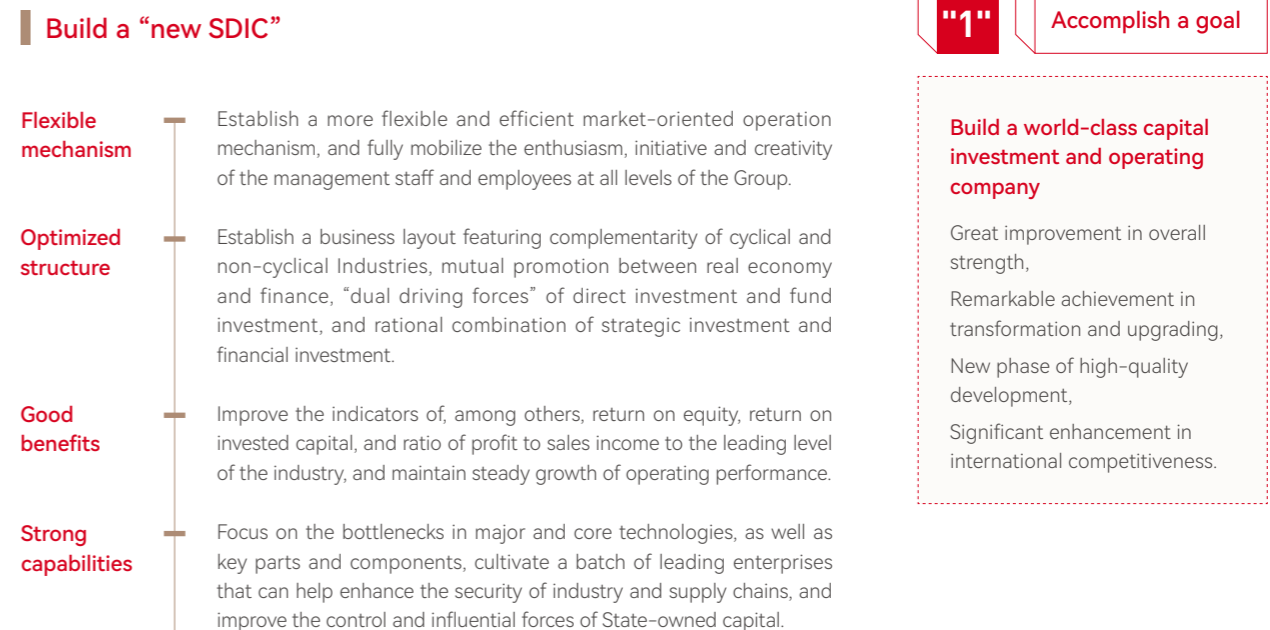 Build a “new SDIC”
Flexible
mechanism
Establish a more flexible and efficient market-oriented operation
mechanism, and fully mobilize the enthusiasm, initiative and creativity
of the management staff and employees at all levels of the Group.
Optimized
structure
Establish a business layout featuring complementarity of cyclical and
non-cyclical Industries, mutual promotion between real economy
and finance, “dual driving forces” of direct investment and fund
investment, and rational combination of strategic investment and
financial investment.
Good
benefits
Improve the indicators of, among others, return on equity, return on
invested capital, and ratio of profit to sales income to the leading level
of the industry, and maintain steady growth of operating performance.
Strong
capabilities
Focus on the bottlenecks in major and core technologies, as well as
key parts and components, cultivate a batch of leading enterprises
that can help enhance the security of industry and supply chains, and
improve the control and influential forces of State-owned capital.
"1"
Accomplish a goal
Build a world-class capital
investment and operating
company
Great improvement in overall
strength,
Remarkable achievement in
transformation and upgrading,
New phase of high-quality
development,
Significant enhancement in
international competitiveness.